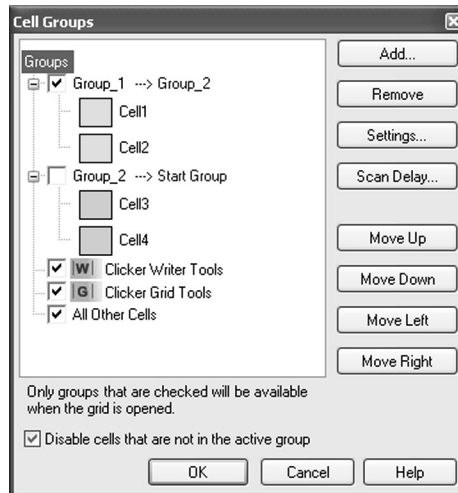 Cell Groups
Groups
Group_1 ---> Group_2
Cell1
Cell2
Group_2 ---> Start Group
Cell3
Cell4
W Clicker Writer Tools
G Clicker Grid Tools
All Other Cells
Add...
Remove
Settings...
Scan Delay...
Move Up
Move Down
Move Left
Move Right
Only groups that are checked will be available
when the grid is opened.
Disable cells that are not in the active group
OK Cancel Help